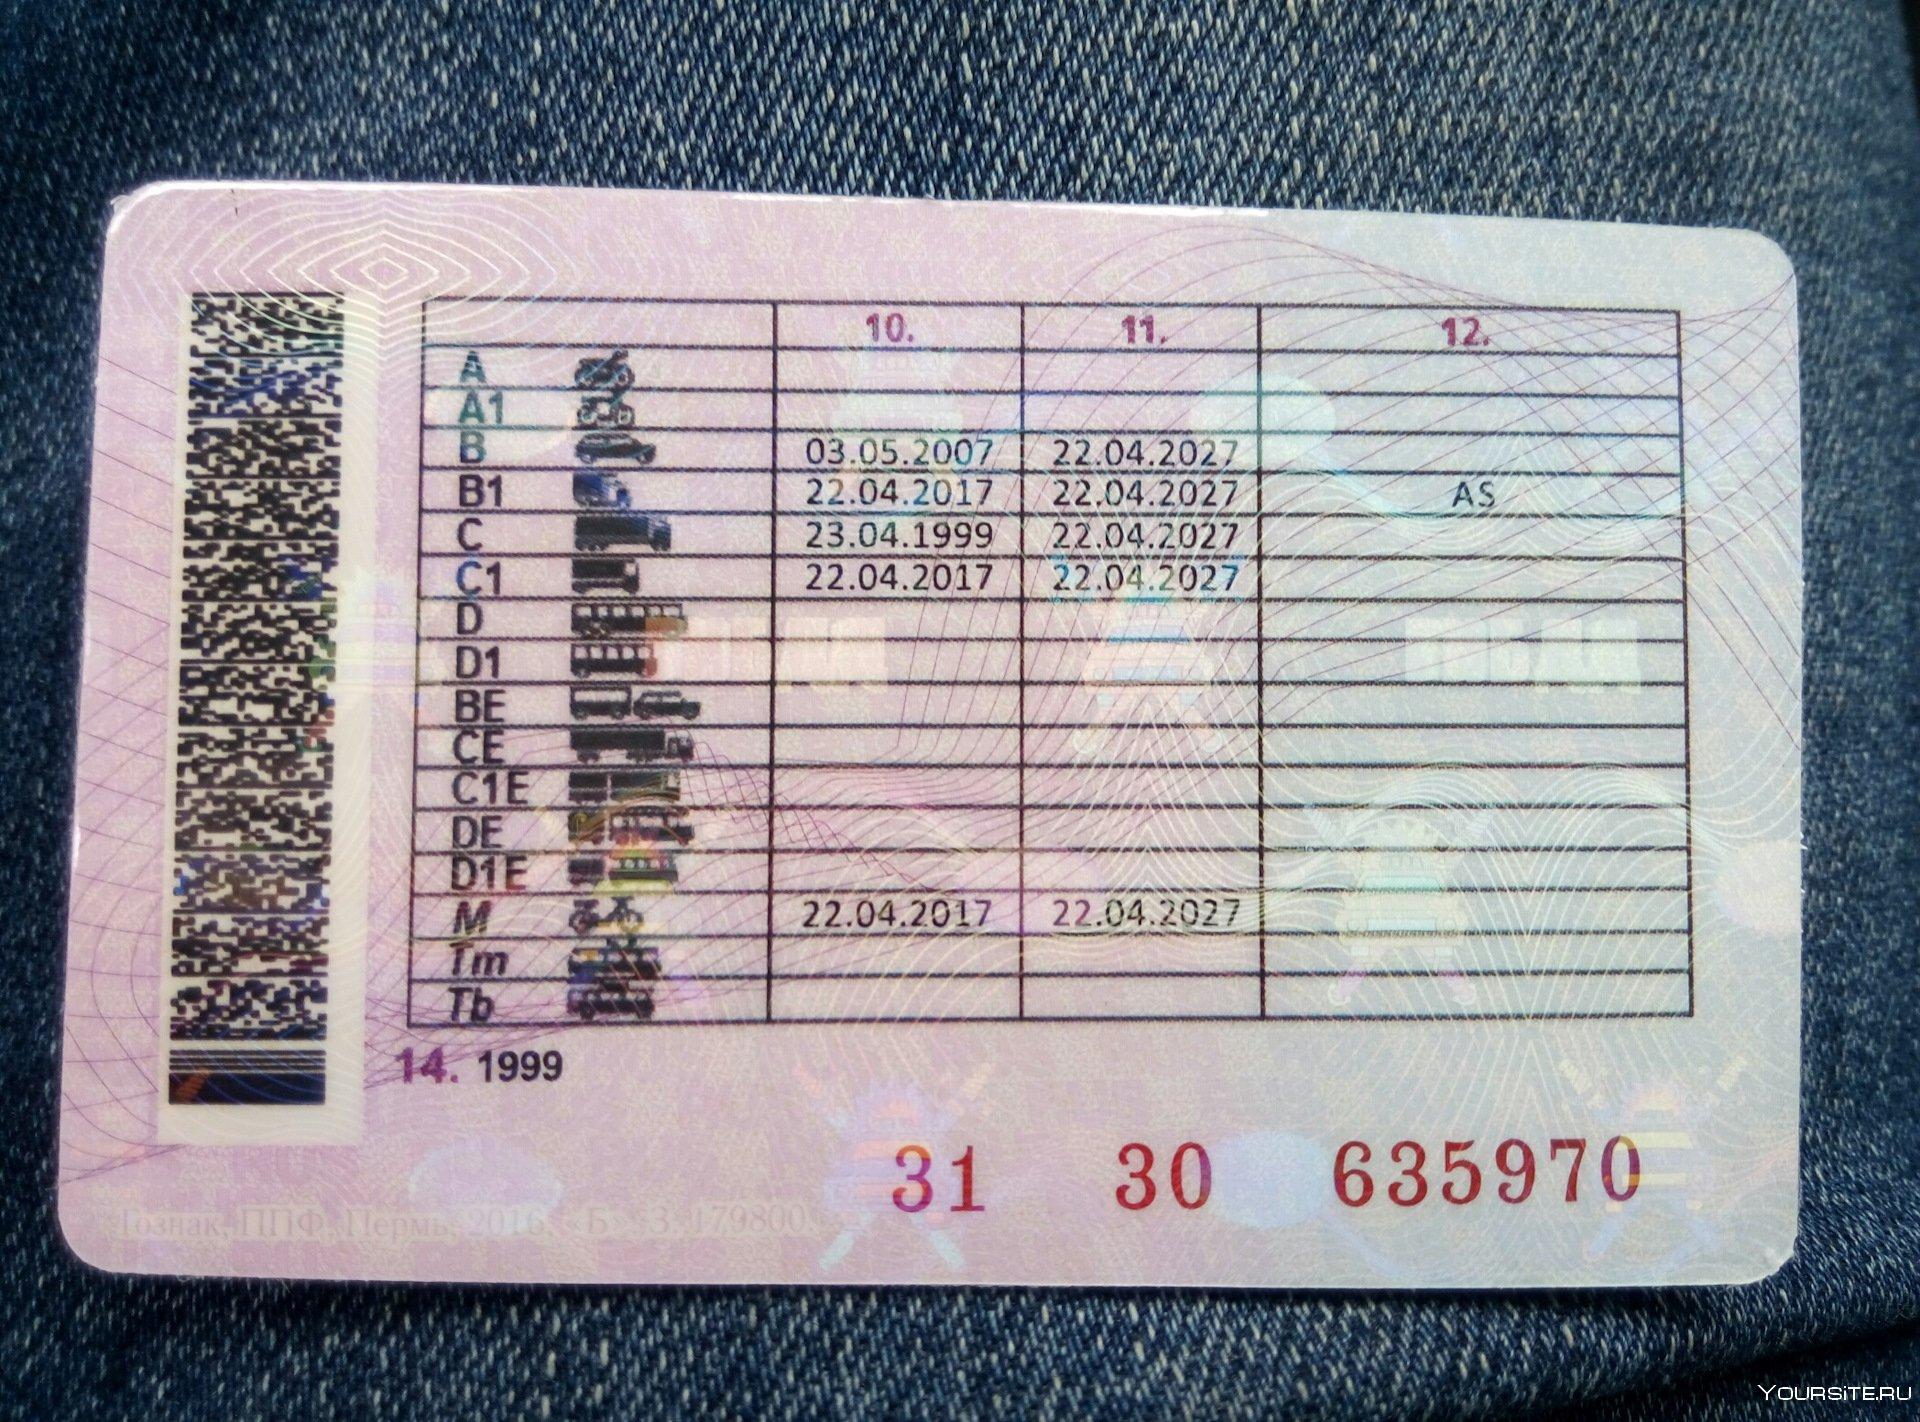 10. 11. 12.
A
A1
B 03.05.2007 22.04.2027
B1 22.04.2017 22.04.2027 AS
C 23.04.1999 22.04.2027
C1 22.04.2017 22.04.2027
D
D1
BE
CE
C1E
DE
D1E
M 22.04.2017 22.04.2027
Tm
Tb
14. 1999
31 30 635970
Гознак, ППФ, Пермь, 2016, «Б». З. 179800.
YOURSITE.RU